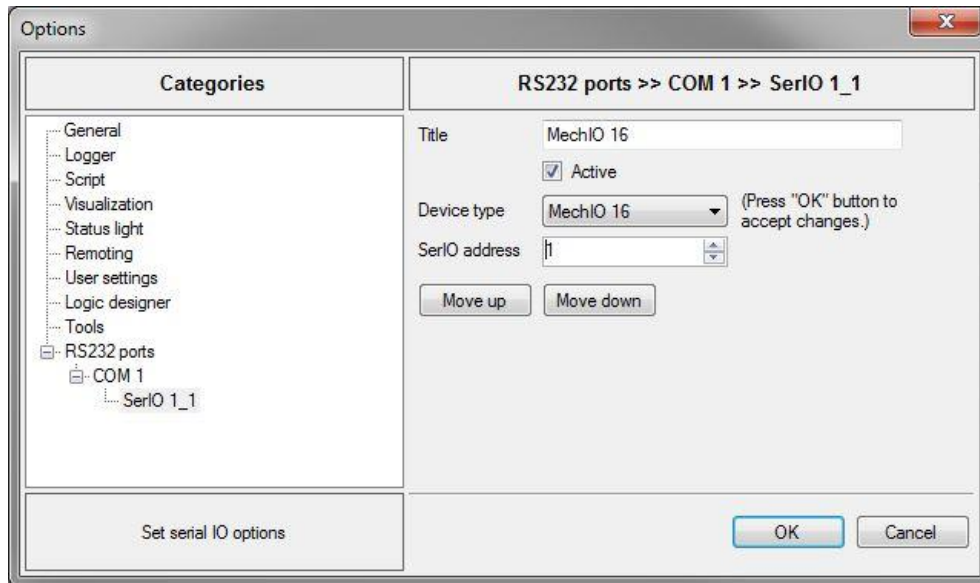 Options
Categories
General
Logger
Script
Visualization
Status light
Remoting
User settings
Logic designer
Tools
RS232 ports
COM 1
SerIO 1_1
Set serial IO options
RS232 ports >> COM 1 >> SerIO 1_1
Title MechIO 16
Active
Device type MechIO 16 (Press "OK" button to
accept changes.)
SerIO address 1
Move up Move down
OK Cancel